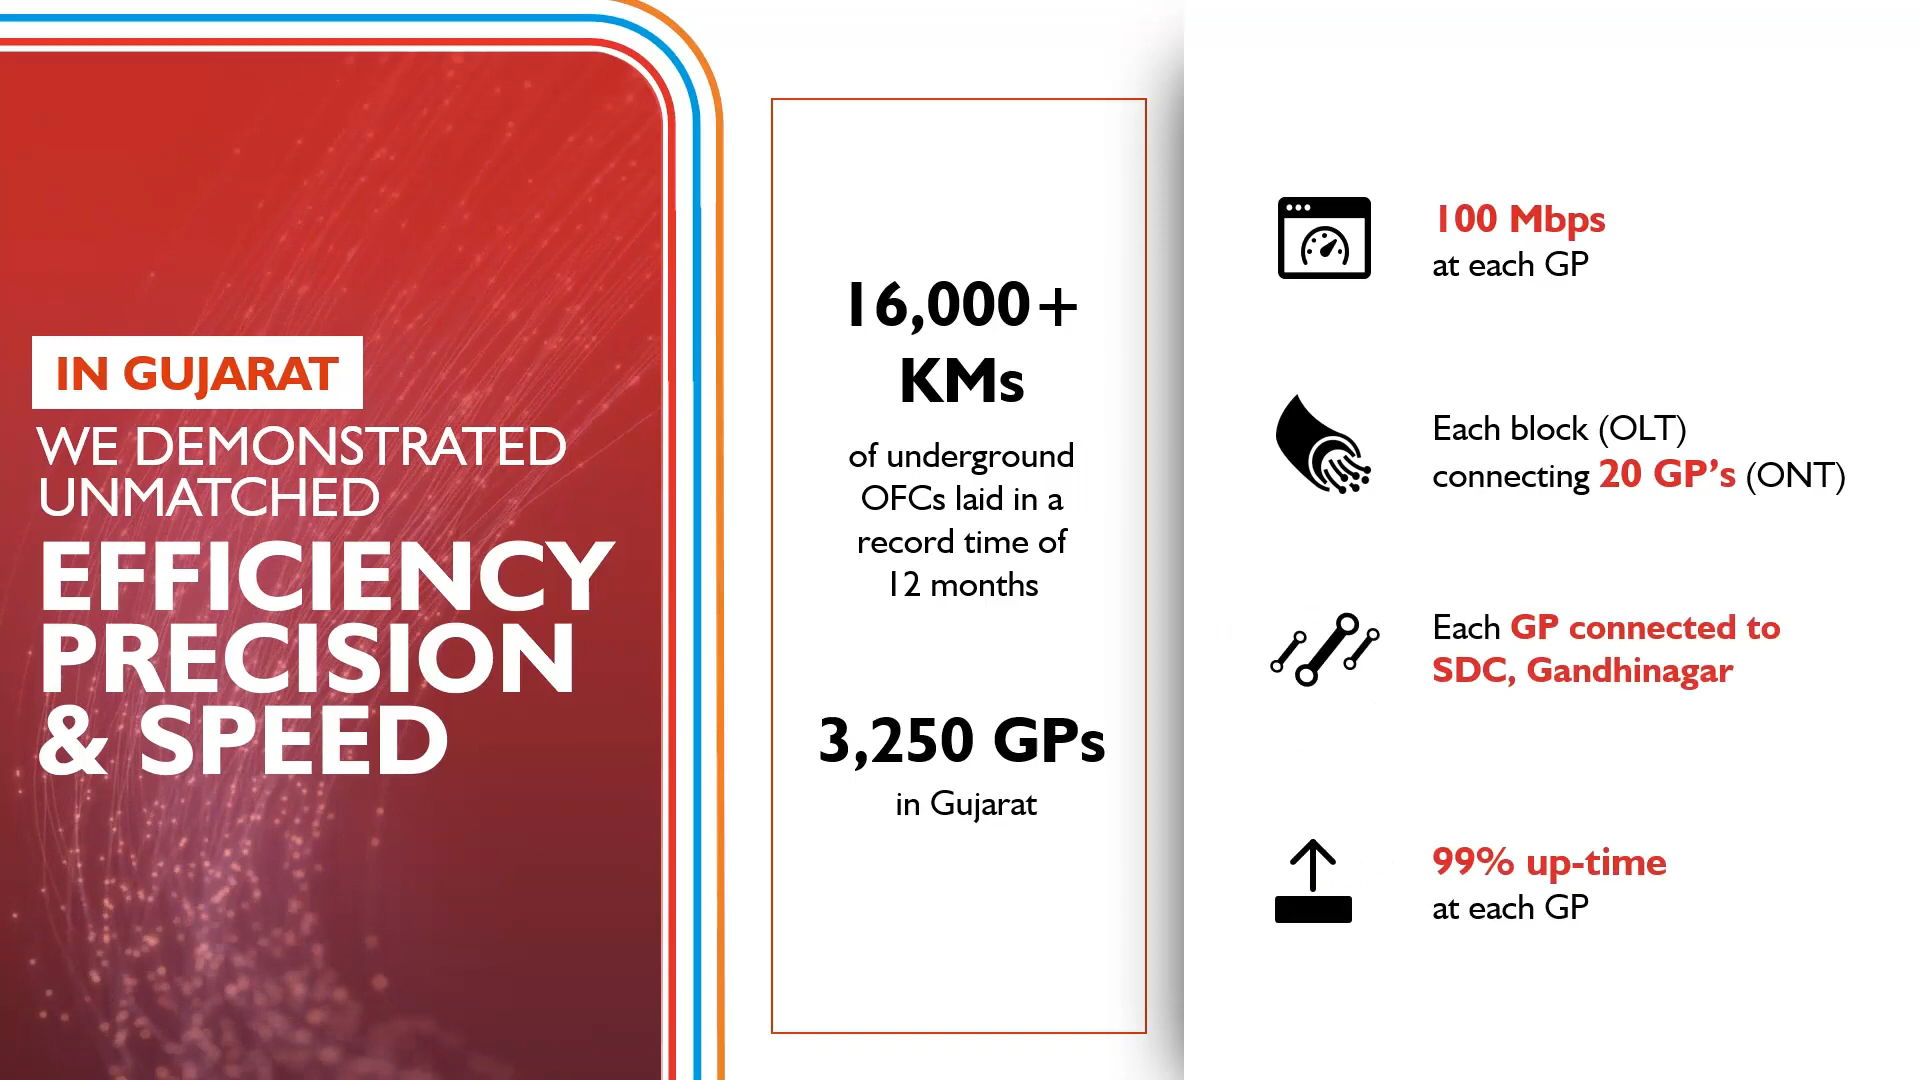 IN GUJARAT
WE DEMONSTRATED
UNMATCHED
EFFICIENCY
PRECISION
& SPEED
16,000+
KMs
of underground
OFCs laid in a
record time of
12 months
3,250 GPs
in Gujarat
100 Mbps
at each GP
Each block (OLT)
connecting 20 GP’s (ONT)
Each GP connected to
SDC, Gandhinagar
99% up-time
at each GP